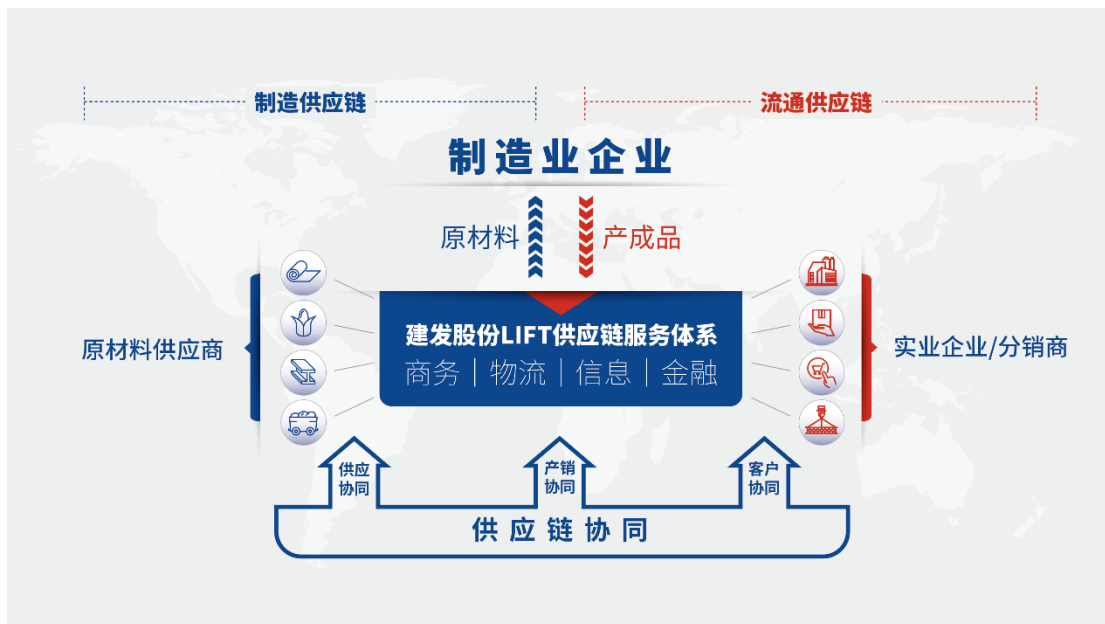 制造供应链
流通供应链
制造业企业
原材料
产成品
建发股份LIFT供应链服务体系
商务｜物流｜信息｜金融
原材料供应商
实业企业/分销商
供应
协同
产销
协同
客户
协同
供应链协同